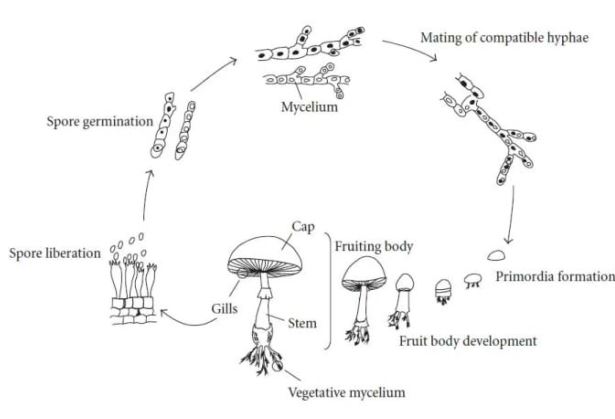 Mating of compatible hyphae
Mycelium
Spore germination
Cap
Fruiting body
Spore liberation
Primordia formation
Gills
Stem
Fruit body development
Vegetative mycelium